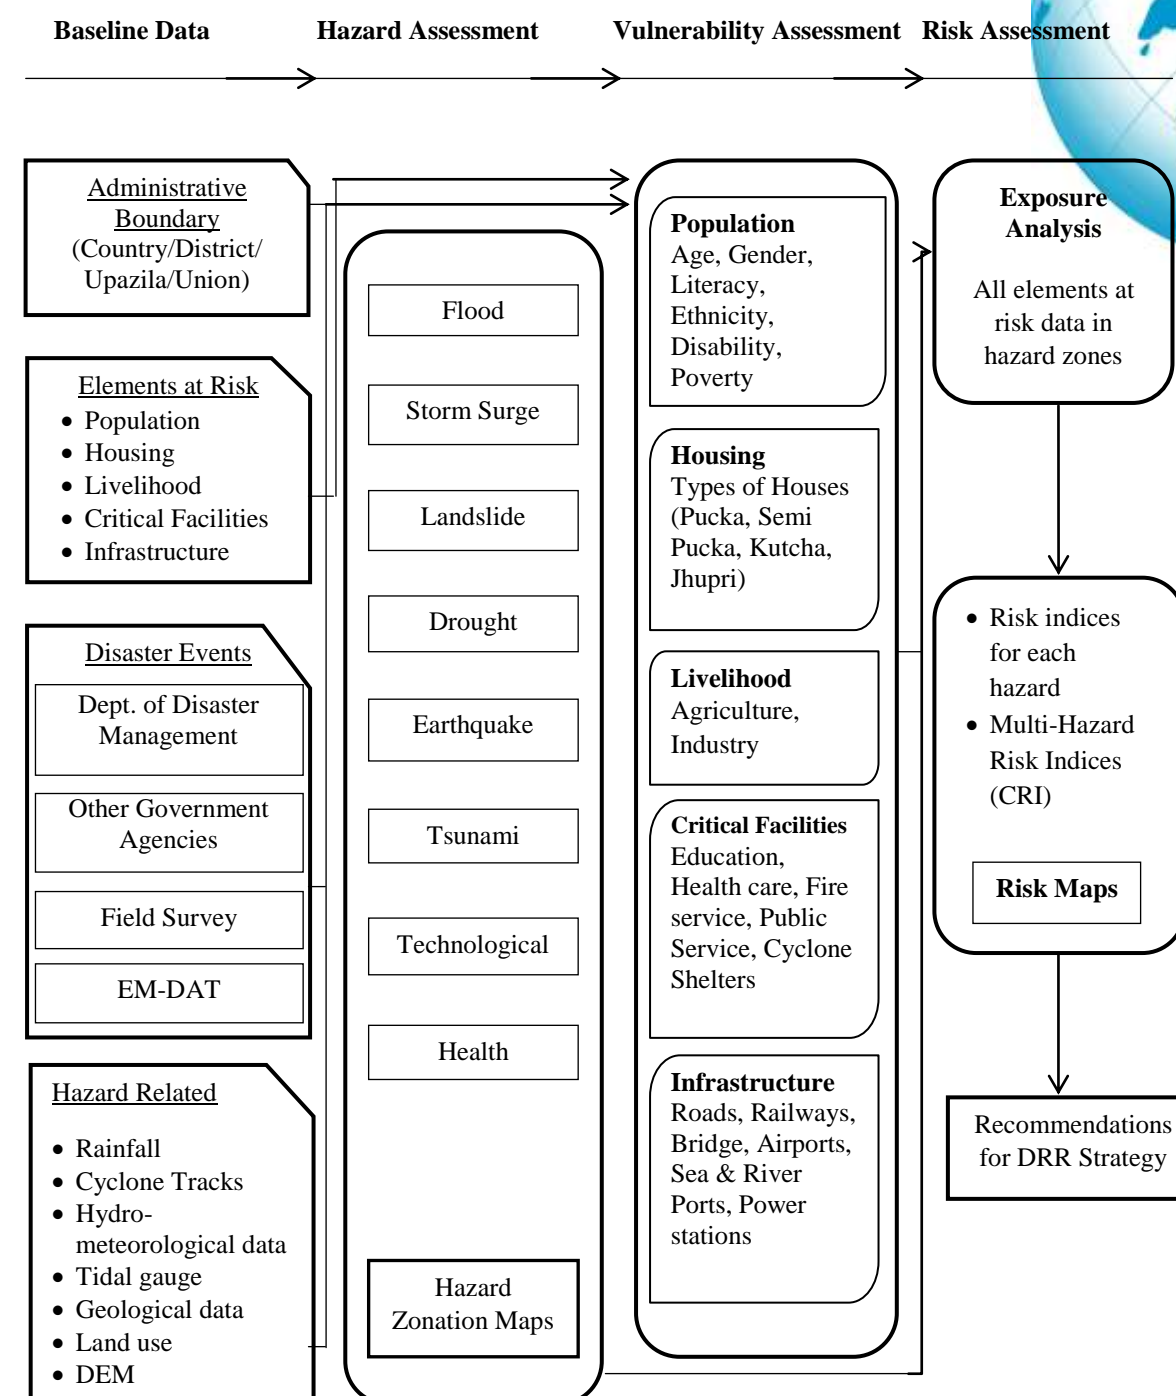 Baseline Data
Hazard Assessment
Vulnerability Assessment
Risk Assessment
Administrative
Boundary
(Country/District/
Upazila/Union)
Elements at Risk
• Population
• Housing
• Livelihood
• Critical Facilities
• Infrastructure
Disaster Events
Dept. of Disaster
Management
Other Government
Agencies
Field Survey
EM-DAT
Hazard Related
• Rainfall
• Cyclone Tracks
• Hydro-
meteorological data
• Tidal gauge
• Geological data
• Land use
• DEM
Flood
Storm Surge
Landslide
Drought
Earthquake
Tsunami
Technological
Health
Hazard
Zonation Maps
Population
Age, Gender,
Literacy,
Ethnicity,
Disability,
Poverty
Housing
Types of Houses
(Pucka, Semi
Pucka, Kutcha,
Jhupri)
Livelihood
Agriculture,
Industry
Critical Facilities
Education,
Health care, Fire
service, Public
Service, Cyclone
Shelters
Infrastructure
Roads, Railways,
Bridge, Airports,
Sea & River
Ports, Power
stations
Exposure
Analysis
All elements at
risk data in
hazard zones
• Risk indices
for each
hazard
• Multi-Hazard
Risk Indices
(CRI)
Risk Maps
Recommendations
for DRR Strategy